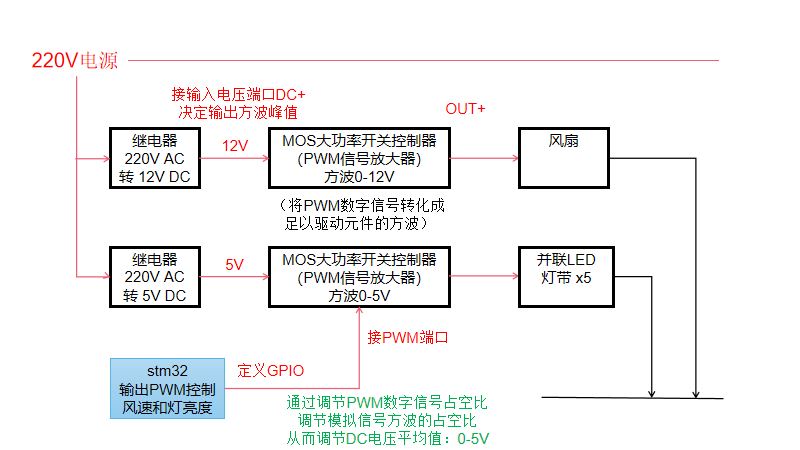 220V电源
接输入电压端口DC+
决定输出方波峰值
OUT+
继电器
220V AC
转 12V DC
12V
MOS大功率开关控制器
(PWM信号放大器)
方波0-12V
风扇
（将PWM数字信号转化成
足以驱动元件的方波）
继电器
220V AC
转 5V DC
5V
MOS大功率开关控制器
(PWM信号放大器)
方波0-5V
并联LED
灯带 x5
接PWM端口
stm32
输出PWM控制
风速和灯亮度
定义GPIO
通过调节PWM数字信号占空比
调节模拟信号方波的占空比
从而调节DC电压平均值：0-5V